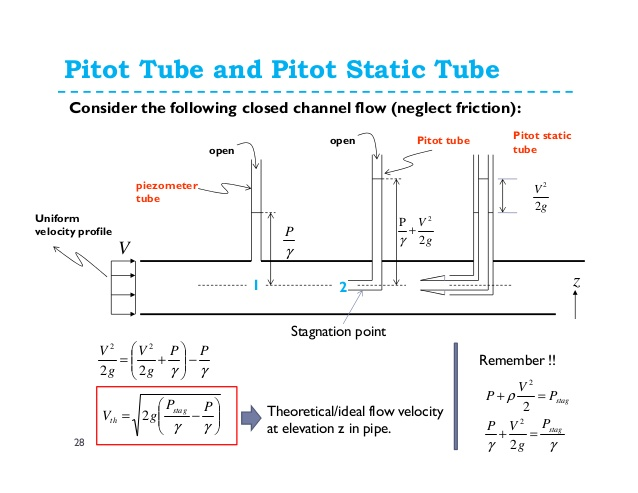 Pitot Tube and Pitot Static Tube
Consider the following closed channel flow (neglect friction):
open
open
Pitot tube
Pitot static
tube
piezometer
tube
Uniform
velocity profile
V
P/γ
P/γ + V²/2g
V²/2g
1
2
z
Stagnation point
V²/2g = (V²/2g + P/γ) − P/γ
V_th = √(2g(P_stag/γ − P/γ))
Theoretical/ideal flow velocity
at elevation z in pipe.
Remember !!
P + ρ V²/2 = P_stag
P/γ + V²/2g = P_stag/γ
28